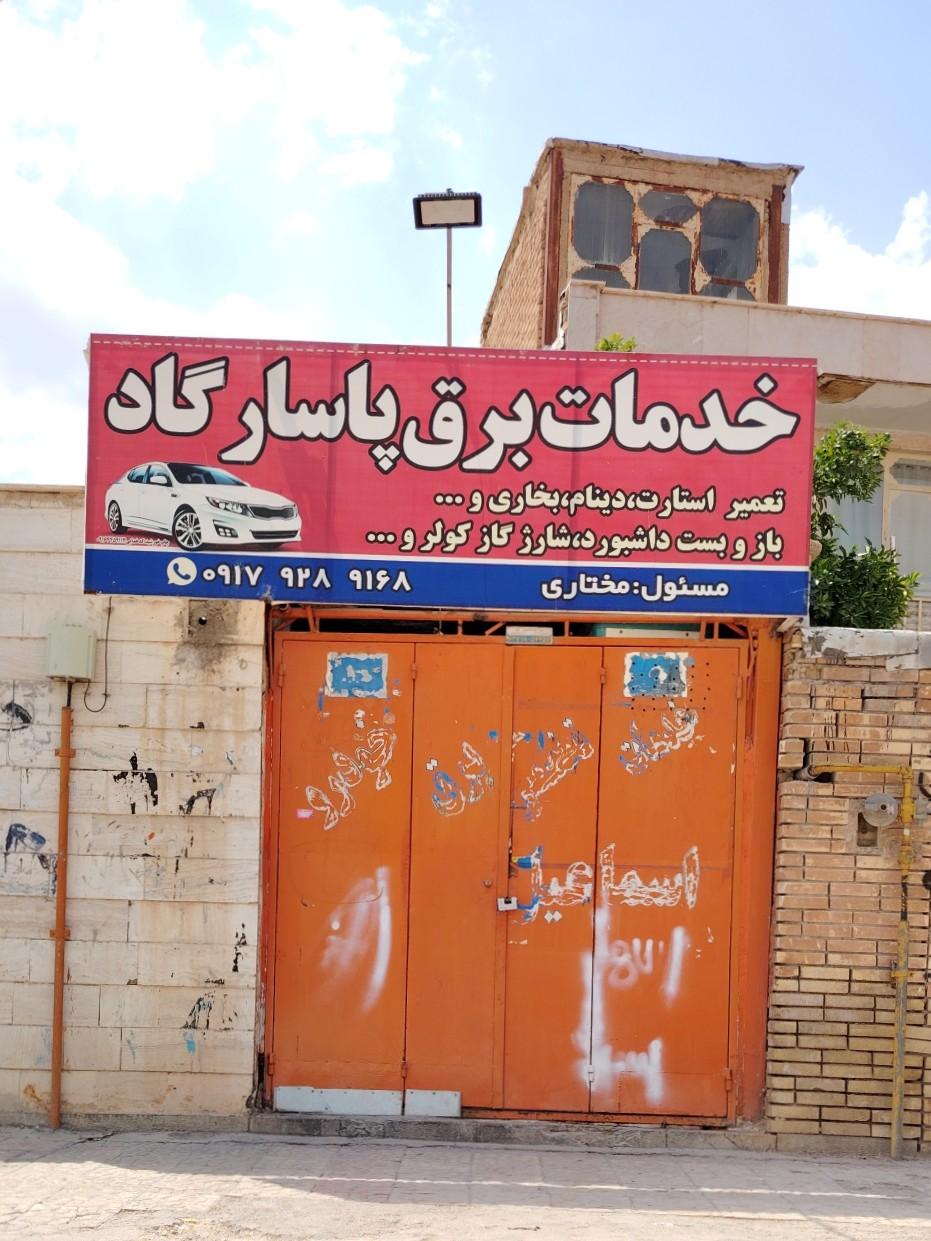 خدمات برق پاسارگاد
تعمیر استارت،دینام،بخاری و ...
باز و بست داشبورد،شارژ گاز کولر و ...
مسئول:مختاری
۰۹۱۷ ۹۲۸ ۹۱۶۸
برق
اسماعیل